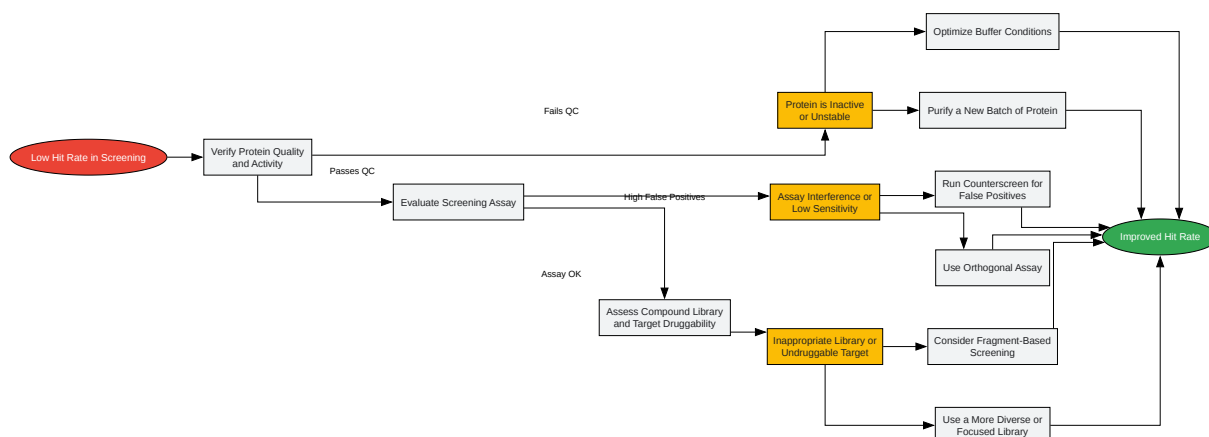 Optimize Buffer Conditions
Protein is Inactive
or Unstable
Purify a New Batch of Protein
Fails QC
Low Hit Rate in Screening
Verify Protein Quality
and Activity
Passes QC
Evaluate Screening Assay
High False Positives
Assay Interference or
Low Sensitivity
Run Counterscreen for
False Positives
Improved Hit Rate
Use Orthogonal Assay
Assay OK
Assess Compound Library
and Target Druggability
Inappropriate Library or
Undruggable Target
Consider Fragment-Based
Screening
Use a More Diverse or
Focused Library